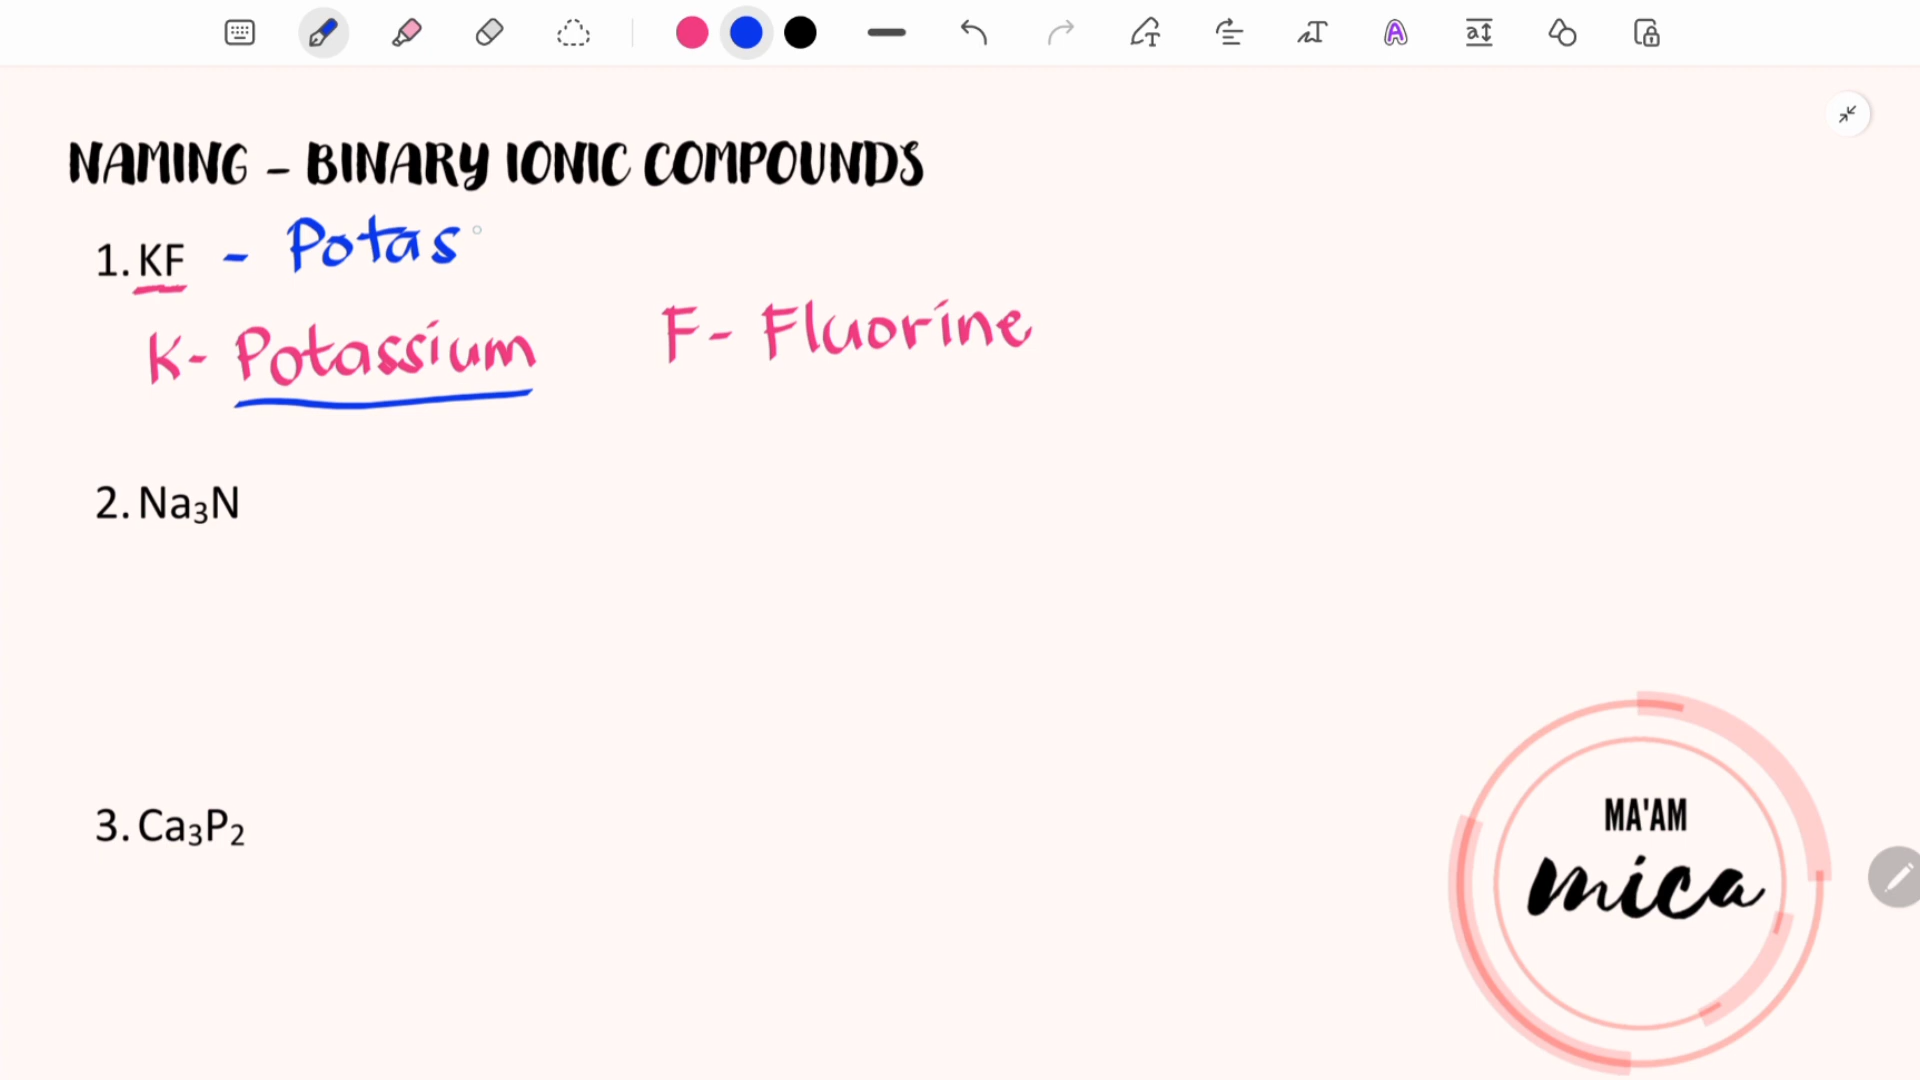 NAMING – BINARY IONIC COMPOUNDS
1. KF - Potas
K- Potassium F- Fluorine
2. Na₃N
3. Ca₃P₂
MA'AM
mica